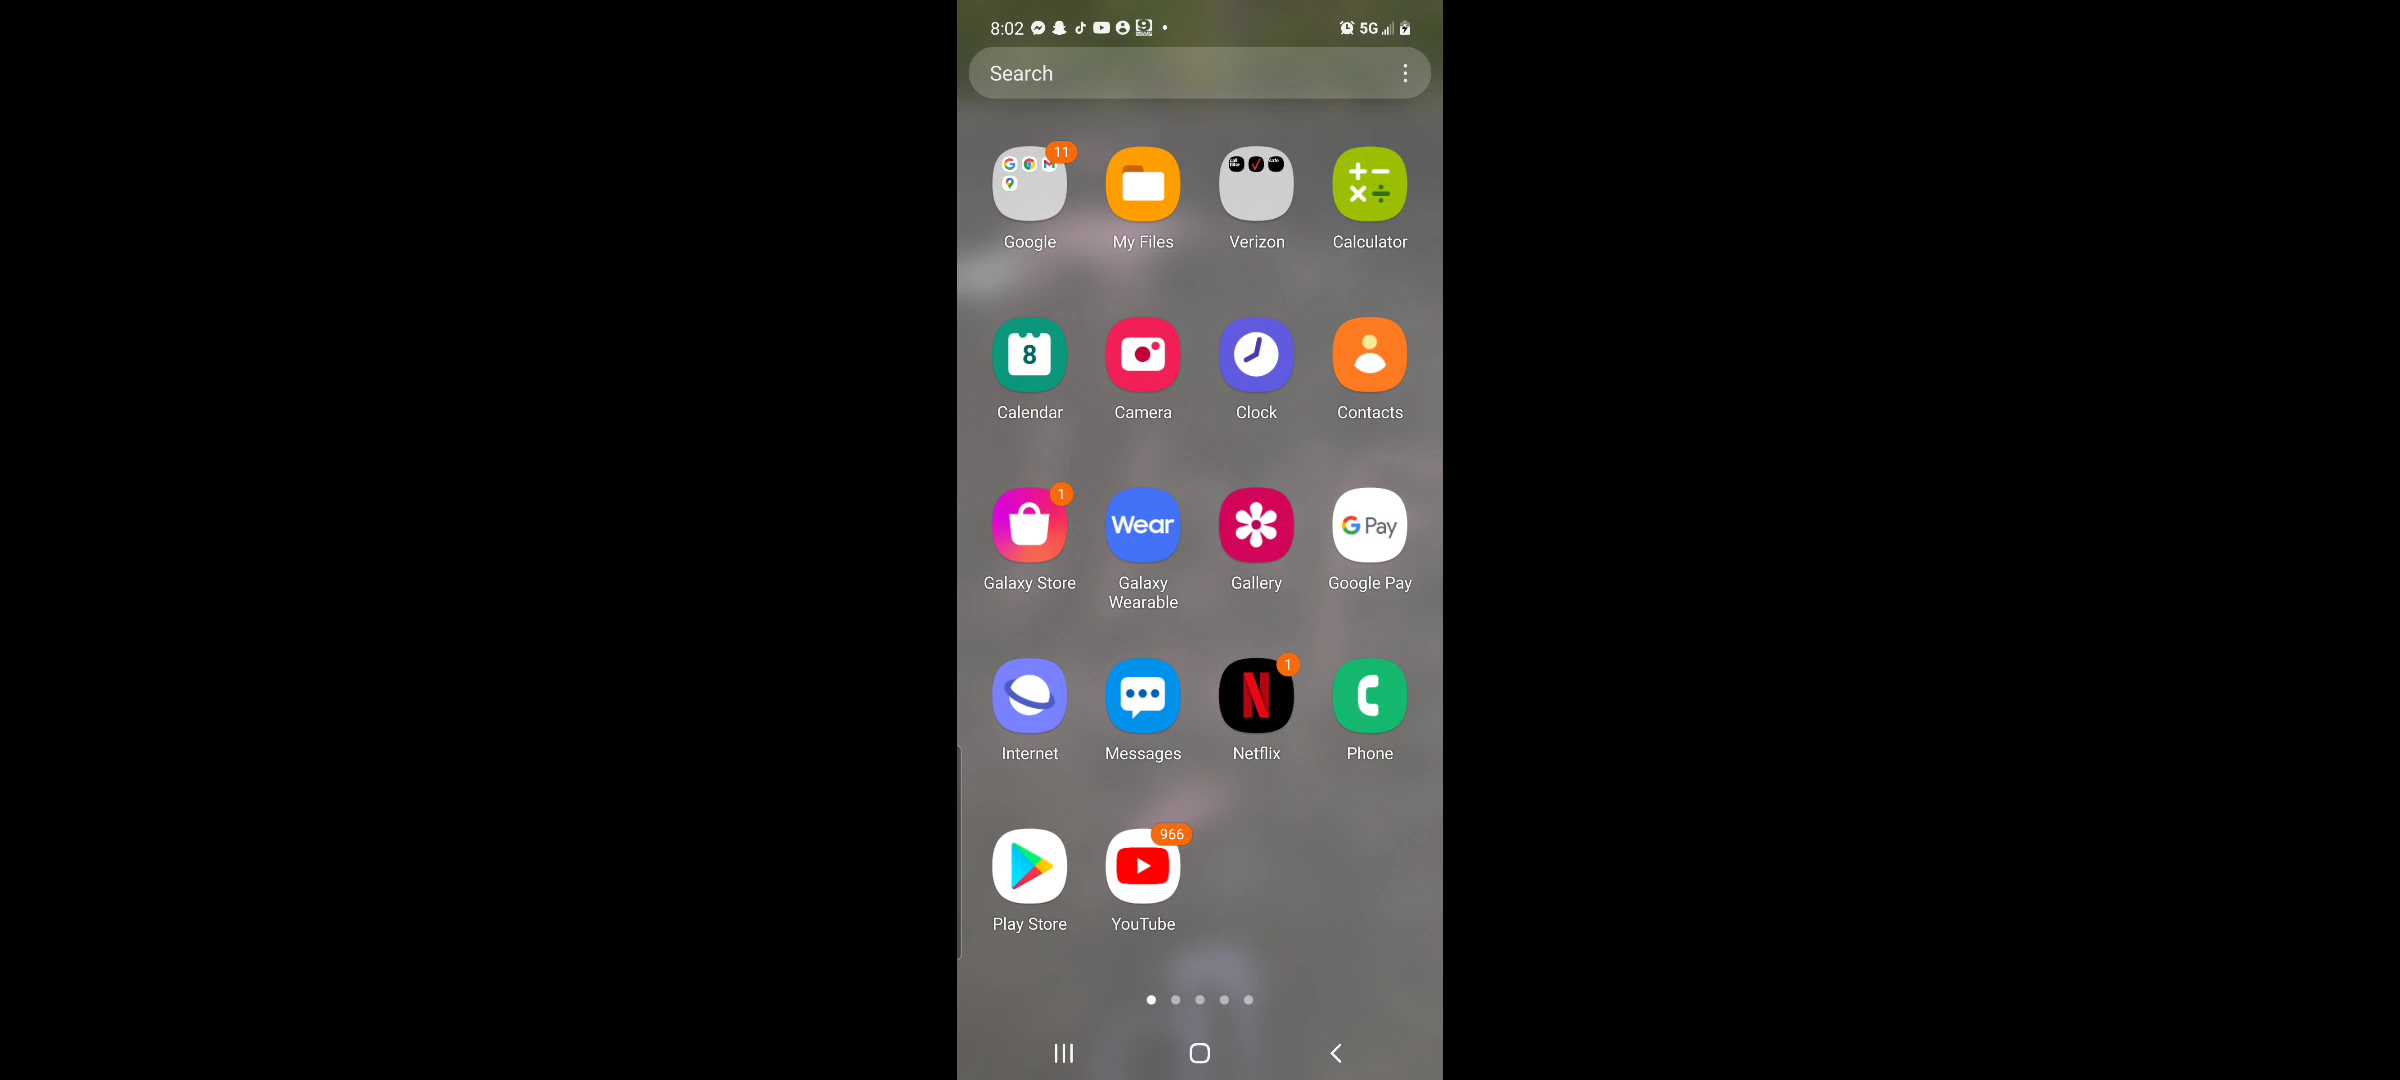 8:02
5G
Search
11
Google
My Files
Verizon
Calculator
8
Calendar
Camera
Clock
Contacts
1
Wear
G Pay
Galaxy Store
Galaxy
Wearable
Gallery
Google Pay
1
N
Internet
Messages
Netflix
Phone
966
Play Store
YouTube